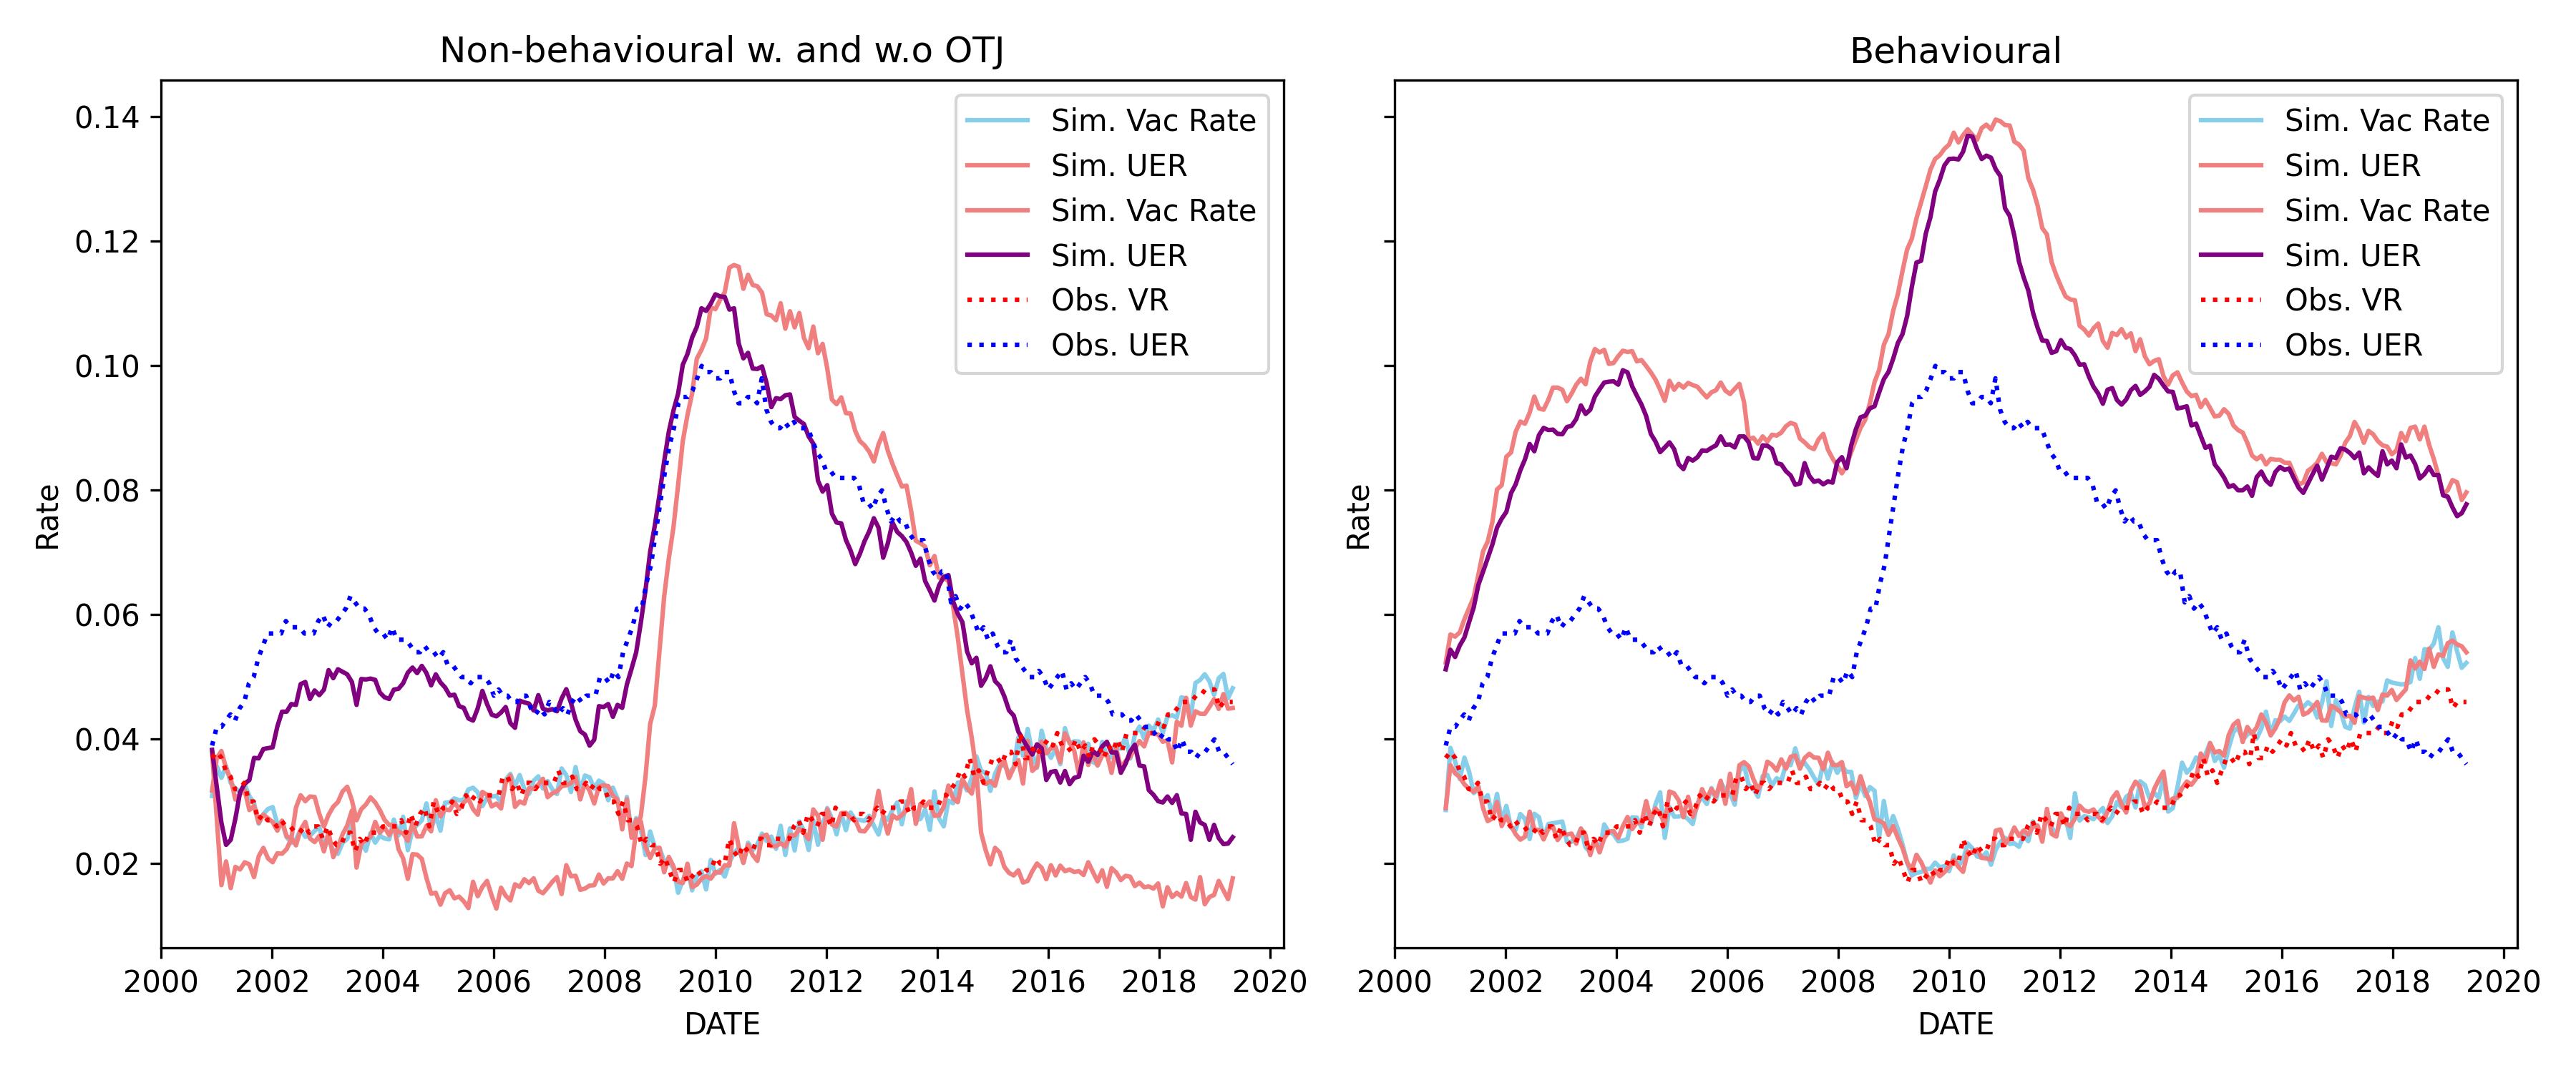 Non-behavioural w. and w.o OTJ
Rate
0.14
0.12
0.10
0.08
0.06
0.04
0.02
Sim. Vac Rate
Sim. UER
Sim. Vac Rate
Sim. UER
Obs. VR
Obs. UER
2000 2002 2004 2006 2008 2010 2012 2014 2016 2018 2020
DATE
Behavioural
Rate
Sim. Vac Rate
Sim. UER
Sim. Vac Rate
Sim. UER
Obs. VR
Obs. UER
2000 2002 2004 2006 2008 2010 2012 2014 2016 2018 2020
DATE